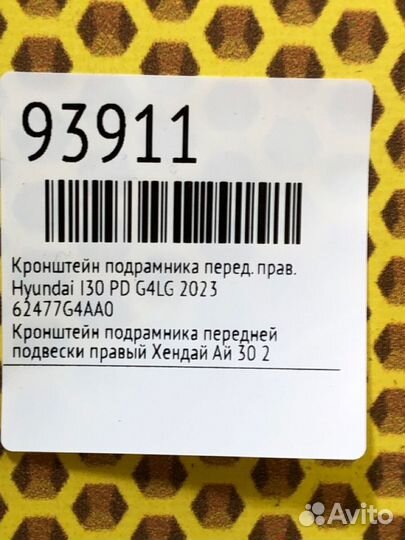 93911
Кронштейн подрамника перед. прав.
Hyundai I30 PD G4LG 2023
62477G4AA0
Кронштейн подрамника передней
подвески правый Хендай Ай 30 2
Avito